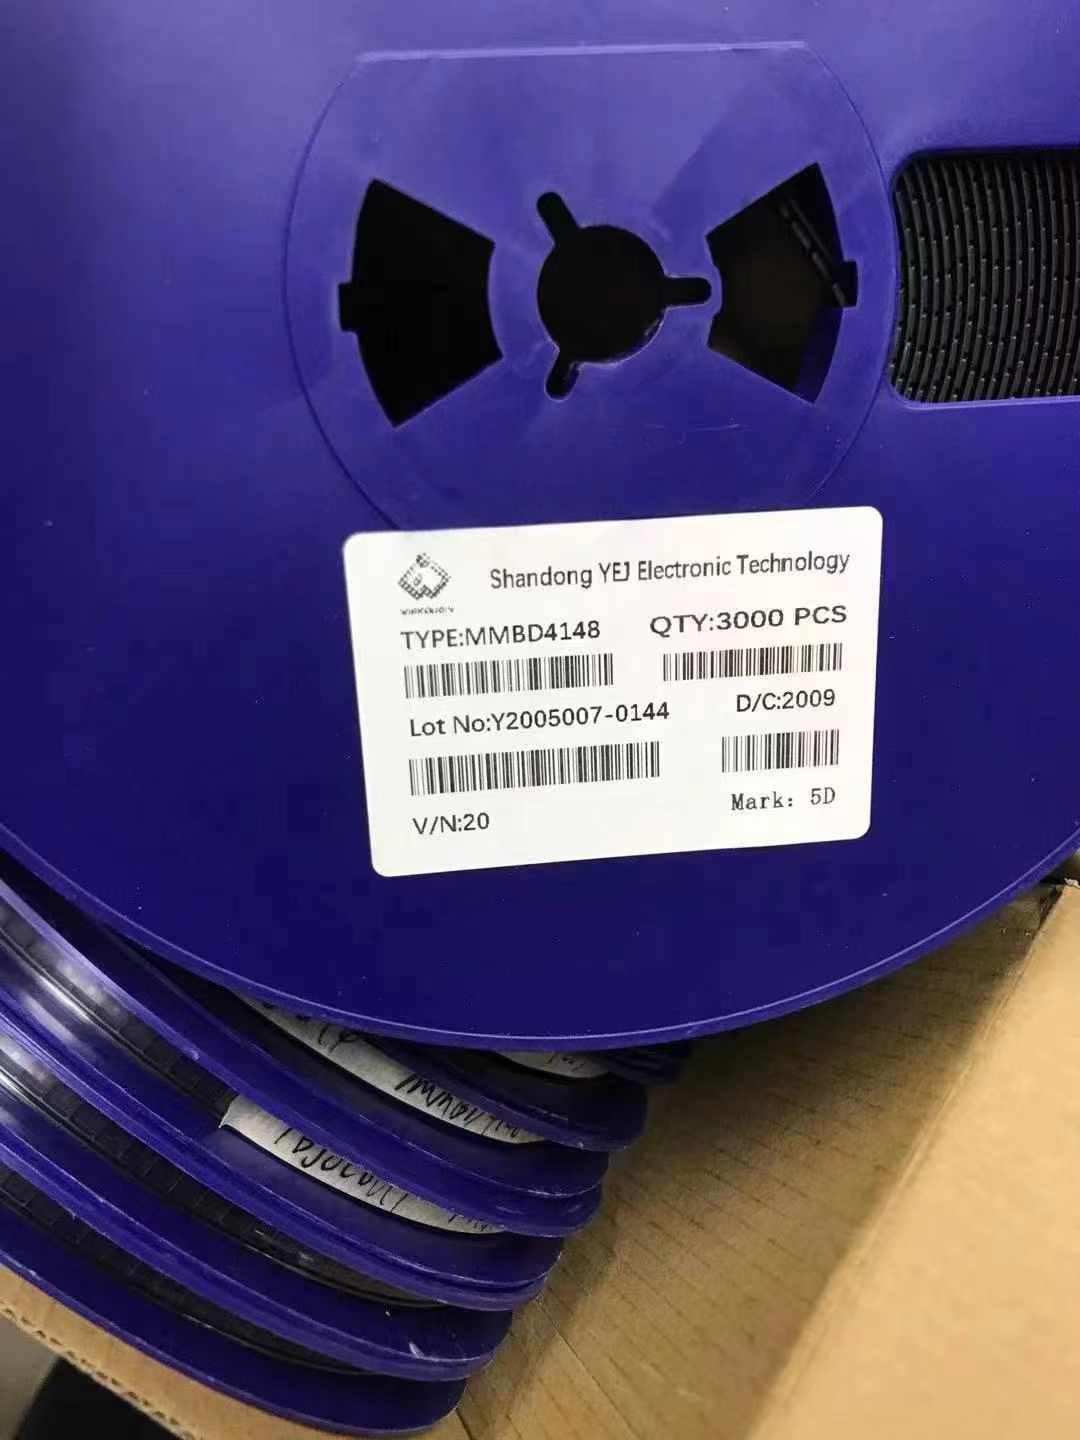 Shandong YEJ Electronic Technology
TYPE:MMBD4148 QTY:3000 PCS
Lot No:Y2005007-0144 D/C:2009
V/N:20 Mark: 5D